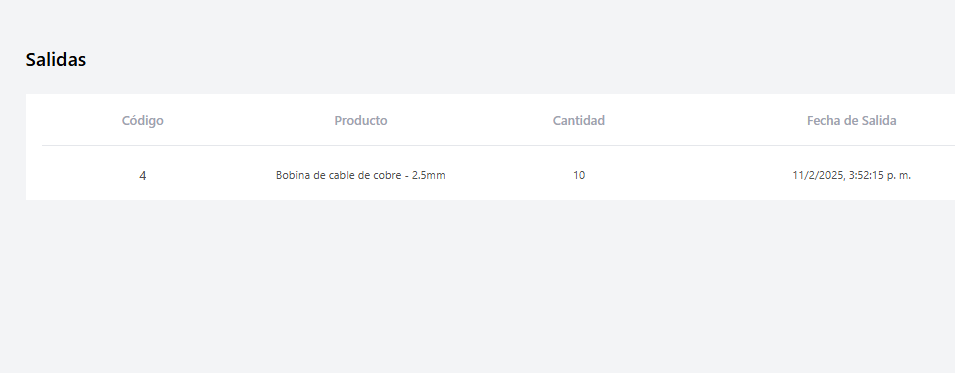 Salidas
Código Producto Cantidad Fecha de Salida
4 Bobina de cable de cobre - 2.5mm 10 11/2/2025, 3:52:15 p. m.